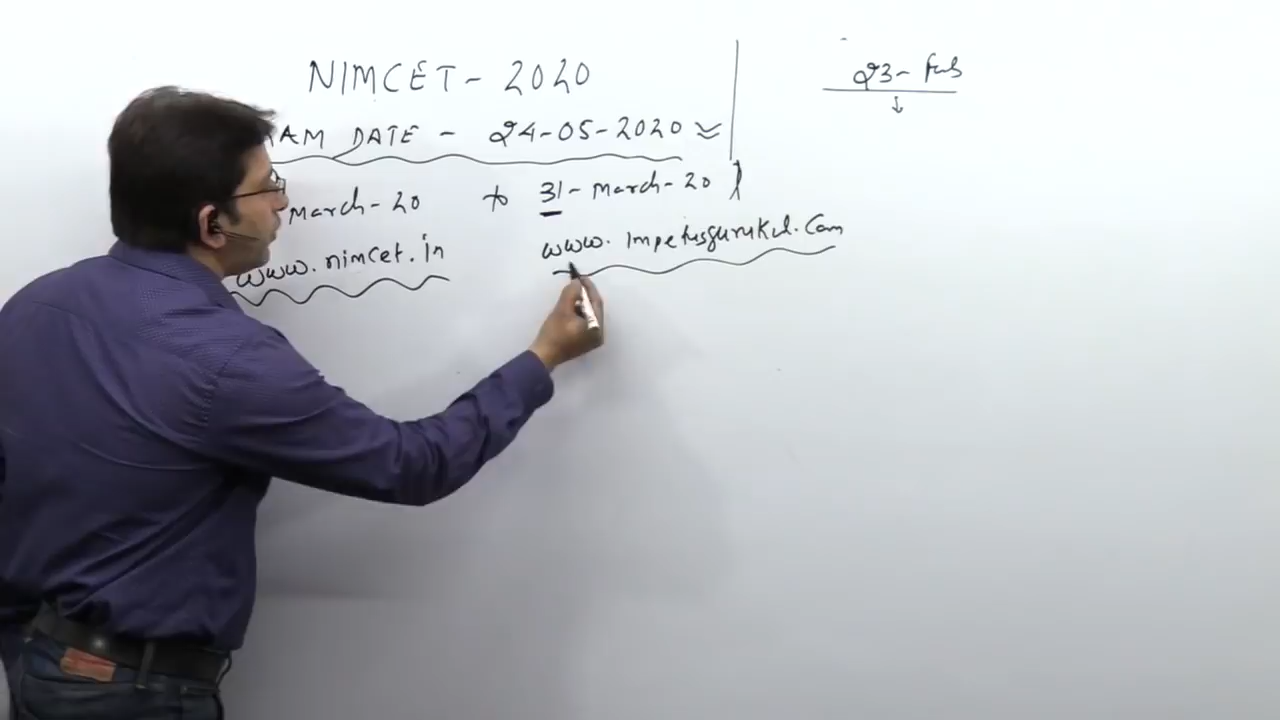 NIMCET - 2020
AM DATE - 24-05-2020
March - 20 to 31 - March - 20
www.nimcet.in
www.impetusgurukul.com
23 - Feb